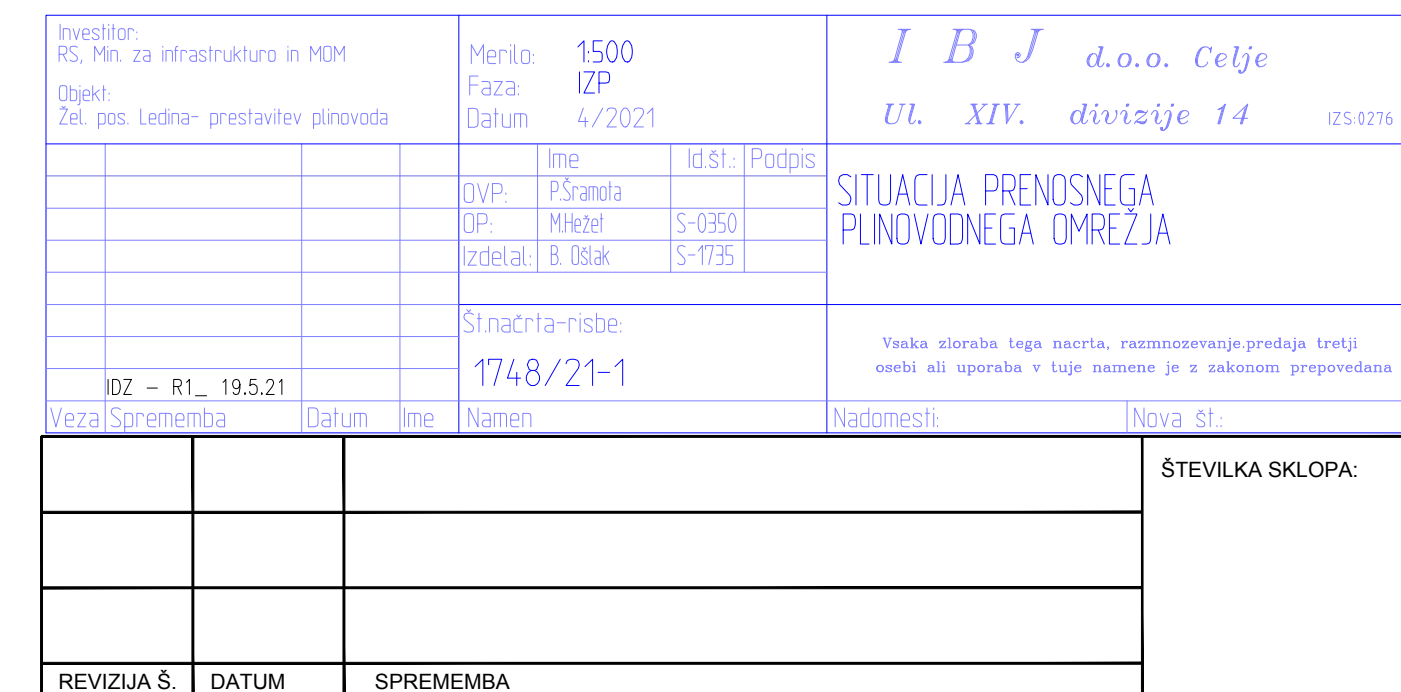 Investitor:
RS, Min. za infrastrukturo in MOM
Objekt:
Žel. pos. Ledina- prestavitev plinovoda
Merilo: 1:500
Faza: IZP
Datum 4/2021
I B J d.o.o. Celje
Ul. XIV. divizije 14 IZS:0276
Ime Id.št.: Podpis
OVP: P.Šramota
OP: M.Hežet S-0350
Izdelal: B. Ošlak S-1735
SITUACIJA PRENOSNEGA
PLINOVODNEGA OMREŽJA
Št.načrta-risbe:
1748/21-1
Vsaka zloraba tega nacrta, razmnozevanje.predaja tretji
osebi ali uporaba v tuje namene je z zakonom prepovedana
IDZ - R1_ 19.5.21
Veza Sprememba Datum Ime Namen Nadomesti: Nova št.:
ŠTEVILKA SKLOPA:
REVIZIJA Š. DATUM SPREMEMBA